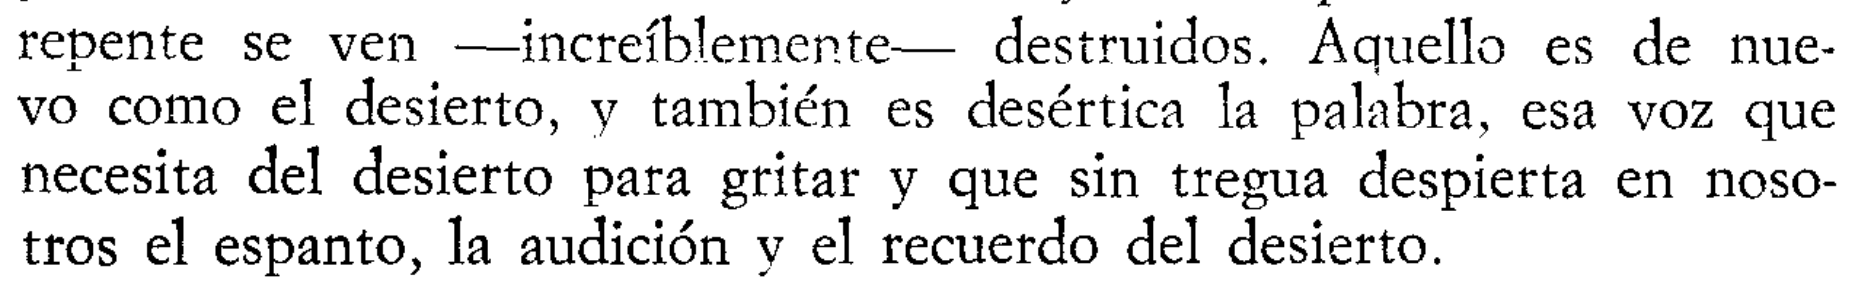 repente se ven —increíblemente— destruidos. Aquello es de nue-
vo como el desierto, y también es desértica la palabra, esa voz que
necesita del desierto para gritar y que sin tregua despierta en noso-
tros el espanto, la audición y el recuerdo del desierto.